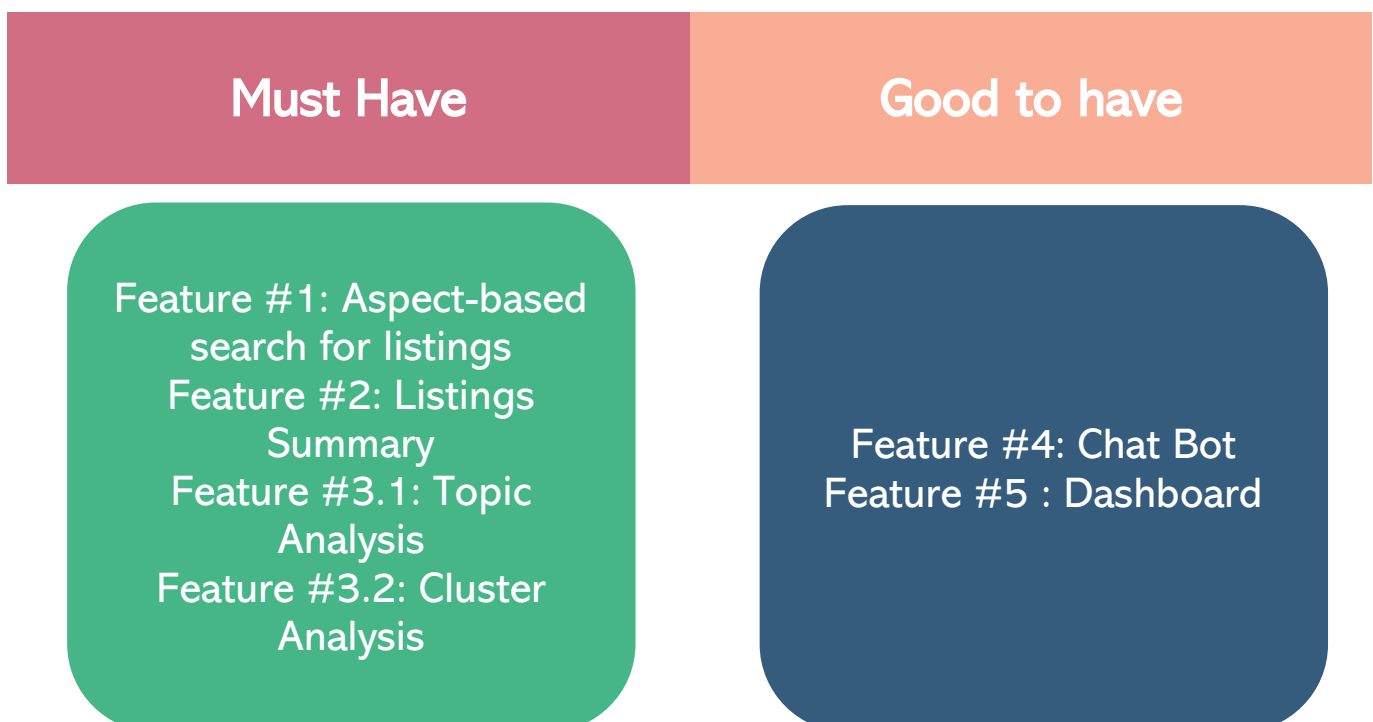 Must Have
Good to have
Feature #1: Aspect-based
search for listings
Feature #2: Listings
Summary
Feature #3.1: Topic
Analysis
Feature #3.2: Cluster
Analysis
Feature #4: Chat Bot
Feature #5 : Dashboard